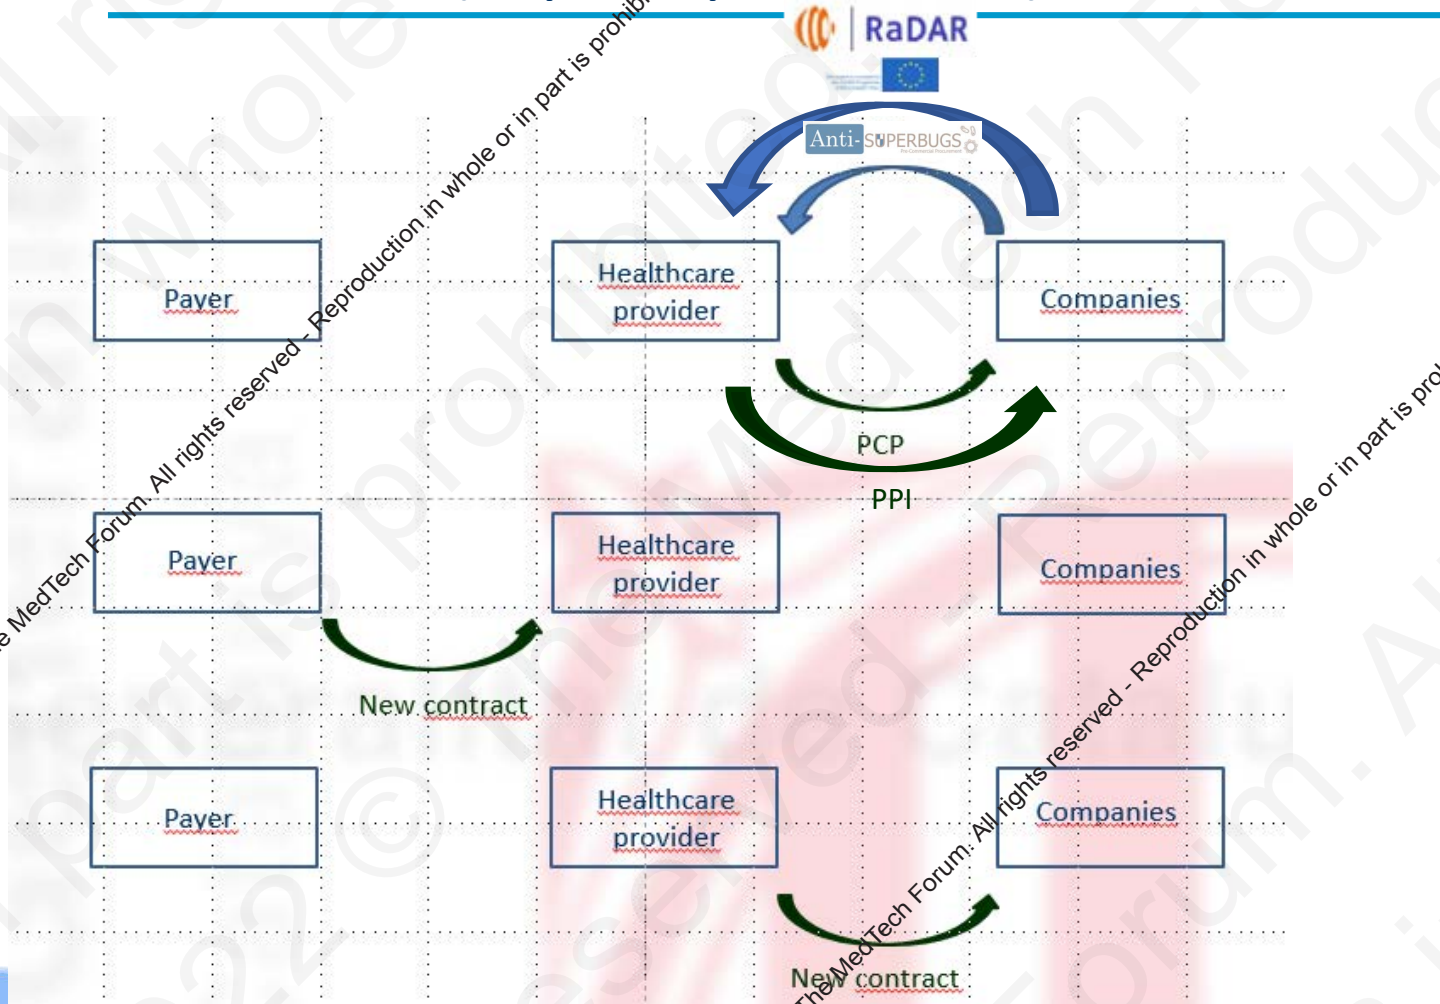 RaDAR
Anti-SUPERBUGS
Payer
Healthcare
provider
Companies
PCP
PPI
Payer
Healthcare
provider
Companies
New contract
Payer
Healthcare
provider
Companies
New contract
The MedTech Forum. All rights reserved - Reproduction in whole or in part is prohibited.
The MedTech Forum. All rights reserved - Reproduction in whole or in part is